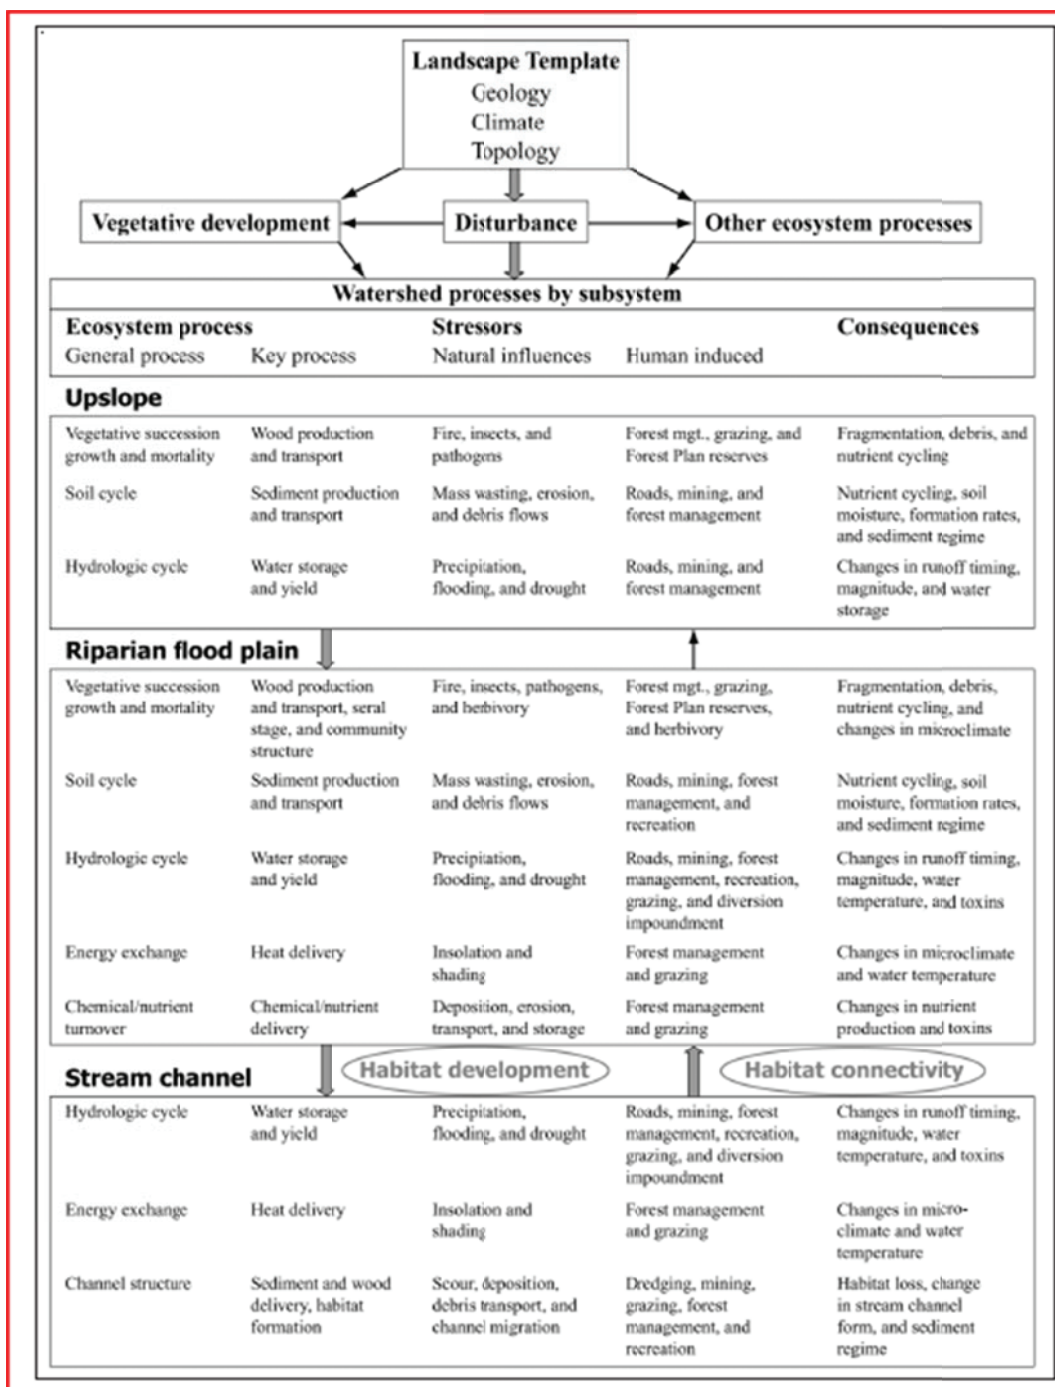 Landscape Template
Geology
Climate
Topology
Vegetative development
Disturbance
Other ecosystem processes
Watershed processes by subsystem
Ecosystem process Stressors Consequences
General process Key process Natural influences Human induced
Upslope
Vegetative succession Wood production Fire, insects, and Forest mgt., grazing, and Fragmentation, debris, and
growth and mortality and transport pathogens Forest Plan reserves nutrient cycling
Soil cycle Sediment production Mass wasting, erosion, Roads, mining, and Nutrient cycling, soil
and transport and debris flows forest management moisture, formation rates,
and sediment regime
Hydrologic cycle Water storage Precipitation, Roads, mining, and Changes in runoff timing,
and yield flooding, and drought forest management magnitude, and water
storage
Riparian flood plain
Vegetative succession Wood production Fire, insects, pathogens, Forest mgt., grazing, Fragmentation, debris,
growth and mortality and transport, seral and herbivory Forest Plan reserves, nutrient cycling, and
stage, and community and herbivory changes in microclimate
structure
Soil cycle Sediment production Mass wasting, erosion, Roads, mining, forest Nutrient cycling, soil
and transport and debris flows management, and moisture, formation rates,
recreation and sediment regime
Hydrologic cycle Water storage Precipitation, Roads, mining, forest Changes in runoff timing,
and yield flooding, and drought management, recreation, magnitude, water
grazing, and diversion temperature, and toxins
impoundment
Energy exchange Heat delivery Insolation and Forest management Changes in microclimate
shading and grazing and water temperature
Chemical/nutrient Chemical/nutrient Deposition, erosion, Forest management Changes in nutrient
turnover delivery transport, and storage and grazing production and toxins
Habitat development Habitat connectivity
Stream channel
Hydrologic cycle Water storage Precipitation, Roads, mining, forest Changes in runoff timing,
and yield flooding, and drought management, recreation, magnitude, water
grazing, and diversion temperature, and toxins
impoundment
Energy exchange Heat delivery Insolation and Forest management Changes in micro-
shading and grazing climate and water
temperature
Channel structure Sediment and wood Scour, deposition, Dredging, mining, Habitat loss, change
delivery, habitat debris transport, and grazing, forest in stream channel
formation channel migration management, and form, and sediment
recreation regime